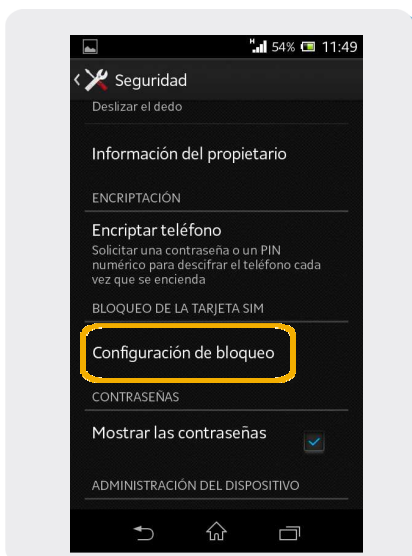 H 54% 11:49
Seguridad
Deslizar el dedo
Información del propietario
ENCRIPTACIÓN
Encriptar teléfono
Solicitar una contraseña o un PIN
numérico para descifrar el teléfono cada
vez que se encienda
BLOQUEO DE LA TARJETA SIM
Configuración de bloqueo
CONTRASEÑAS
Mostrar las contraseñas
ADMINISTRACIÓN DEL DISPOSITIVO